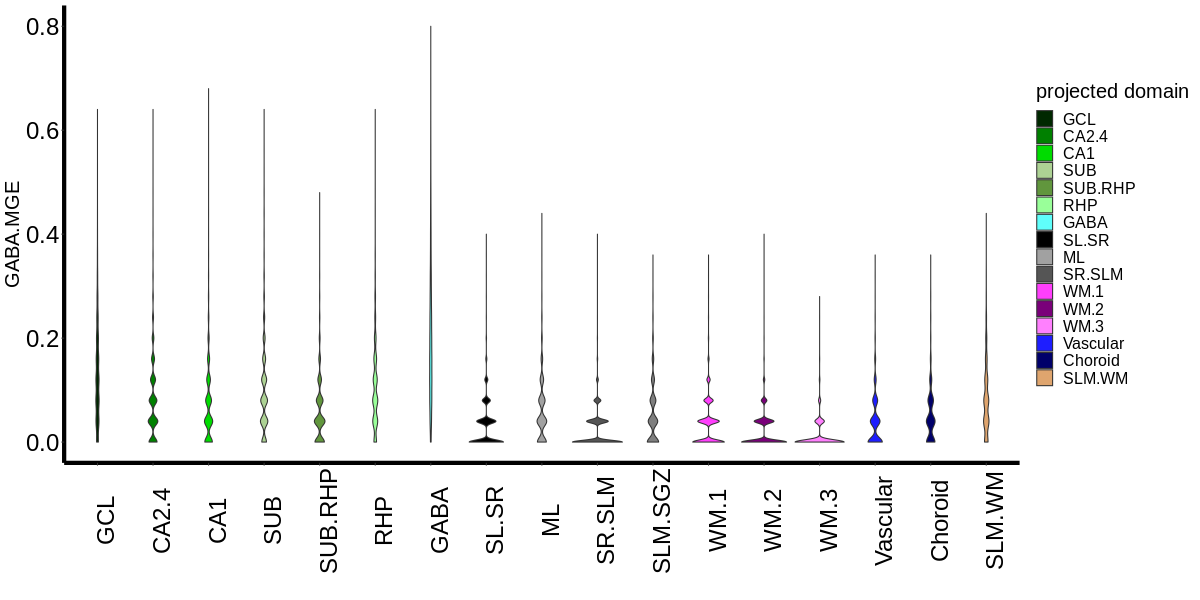 GABA.MGE
0.8
0.6
0.4
0.2
0.0
GCL
CA2.4
CA1
SUB
SUB.RHP
RHP
GABA
SL.SR
ML
SR.SLM
SLM.SGZ
WM.1
WM.2
WM.3
Vascular
Choroid
SLM.WM
projected domain
GCL
CA2.4
CA1
SUB
SUB.RHP
RHP
GABA
SL.SR
ML
SR.SLM
WM.1
WM.2
WM.3
Vascular
Choroid
SLM.WM